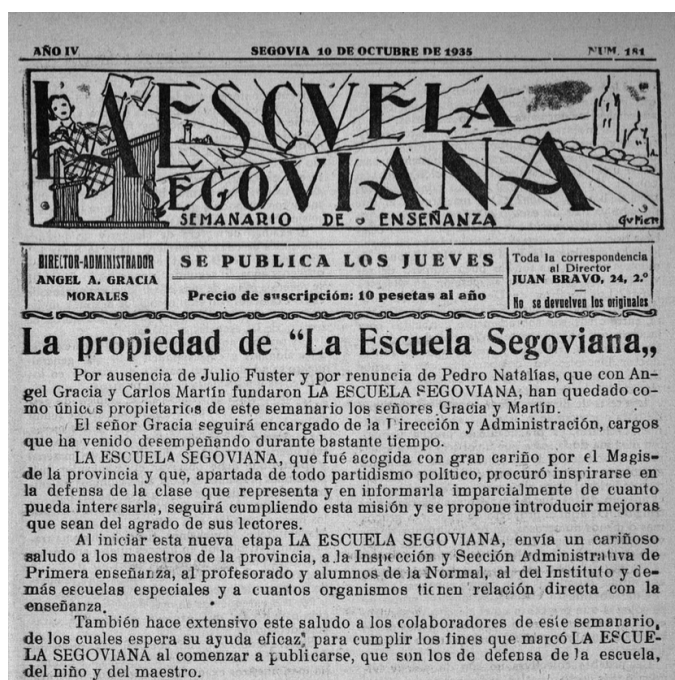 AÑO IV SEGOVIA 10 DE OCTUBRE DE 1935 NUM. 181
LA ESCVELA
SEGOVIANA
SEMANARIO DE ENSEÑANZA
DIRECTOR-ADMINISTRADOR
ANGEL A. GRACIA
MORALES
SE PUBLICA LOS JUEVES
Precio de suscripción: 10 pesetas al año
Toda la correspondencia
al Director
JUAN BRAVO, 24, 2.º
No se devuelven los originales
La propiedad de “La Escuela Segoviana„
Por ausencia de Julio Fuster y por renuncia de Pedro Natalías, que con An-
gel Gracia y Carlos Martín fundaron LA ESCUELA SEGOVIANA, han quedado co-
mo únicos propietarios de este semanario los señores Gracia y Martín.
El señor Gracia seguirá encargado de la Dirección y Administración, cargos
que ha venido desempeñando durante bastante tiempo.
LA ESCUELA SEGOVIANA, que fué acogida con gran cariño por el Magis-
de la provincia y que, apartada de todo partidismo político, procuró inspirarse en
la defensa de la clase que representa y en informarla imparcialmente de cuanto
pueda interesarla, seguirá cumpliendo esta misión y se propone introducir mejoras
que sean del agrado de sus lectores.
Al iniciar esta nueva etapa LA ESCUELA SEGOVIANA, envía un cariñoso
saludo a los maestros de la provincia, a la Inspección y Sección Administrativa de
Primera enseñanza, al profesorado y alumnos de la Normal, al del Instituto y de-
más escuelas especiales y a cuantos organismos tienen relación directa con la
enseñanza.
También hace extensivo este saludo a los colaboradores de este semanario,
de los cuales espera su ayuda eficaz, para cumplir los fines que marcó LA ESCUE-
LA SEGOVIANA al comenzar a publicarse, que son los de defensa de la escuela,
del niño y del maestro.